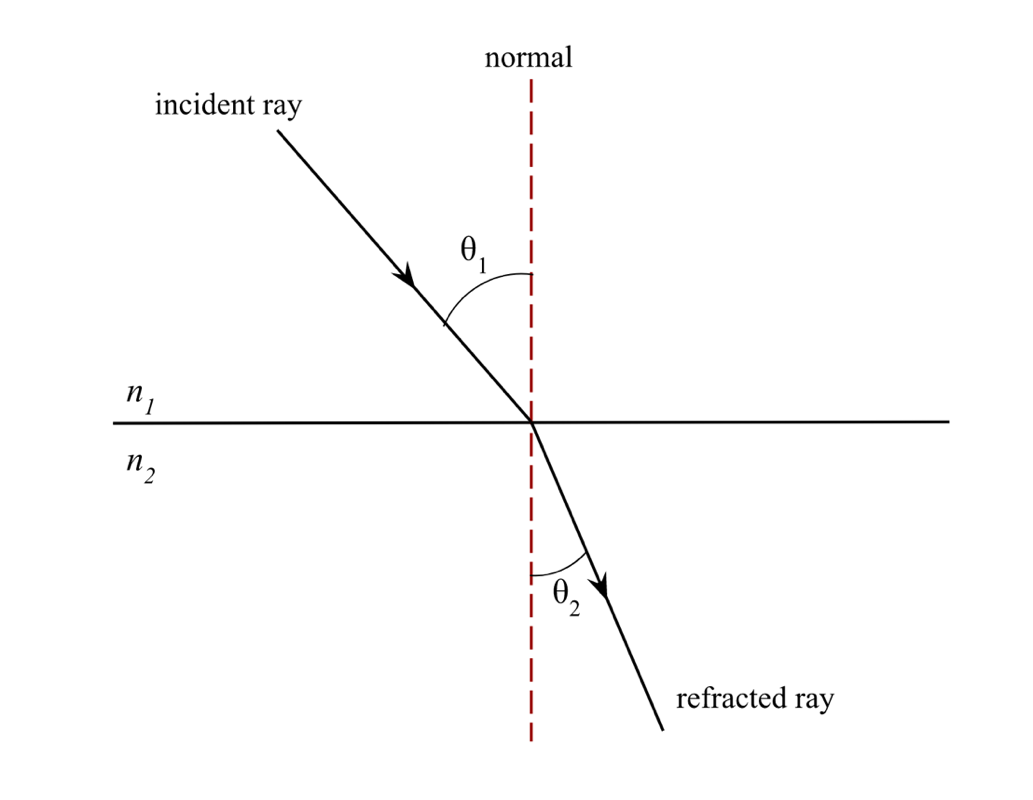 normal
incident ray
θ1
n1
n2
θ2
refracted ray